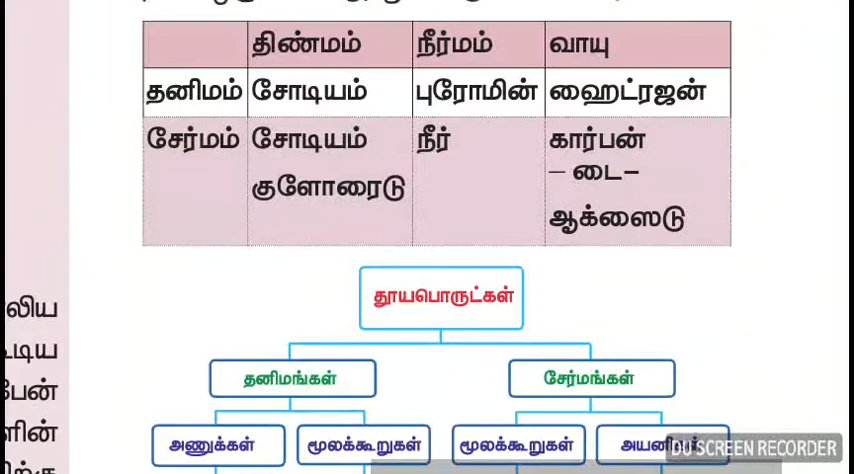 திண்மம் நீர்மம் வாயு
தனிமம் சோடியம் புரோமின் ஹைட்ரஜன்
சேர்மம் சோடியம் நீர் கார்பன்
– டை–
குளோரைடு
ஆக்ஸைடு
தூயபொருட்கள்
லிய
கூடிய
பேன்
ளின்
தனிமங்கள் சேர்மங்கள்
அணுக்கள் மூலக்கூறுகள் மூலக்கூறுகள்
DU SCREEN RECORDER